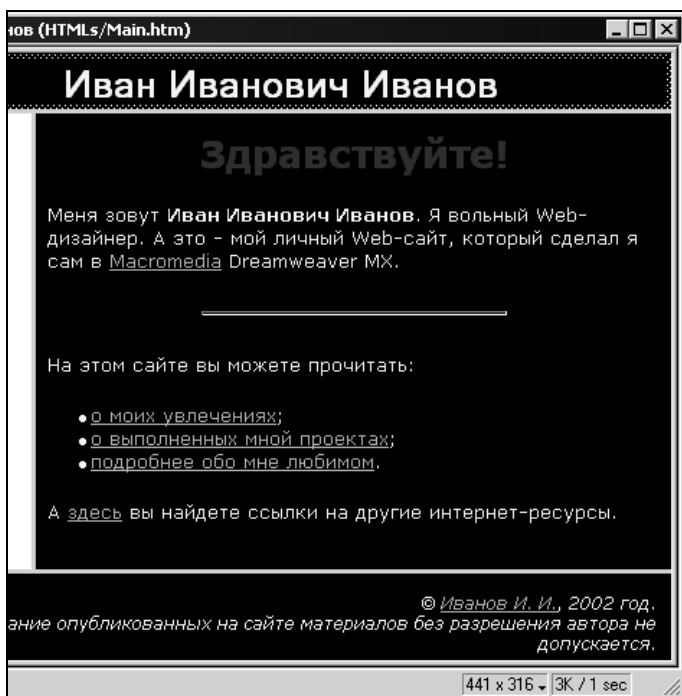 нов (HTMLs/Main.htm)
Иван Иванович Иванов
Здравствуйте!
Меня зовут Иван Иванович Иванов. Я вольный Web-
дизайнер. А это – мой личный Web-сайт, который сделал я
сам в Macromedia Dreamweaver MX.
На этом сайте вы можете прочитать:
• о моих увлечениях;
• о выполненных мной проектах;
• подробнее обо мне любимом.
А здесь вы найдете ссылки на другие интернет-ресурсы.
© Иванов И. И., 2002 год.
ание опубликованных на сайте материалов без разрешения автора не
допускается.
441 x 316 3K / 1 sec